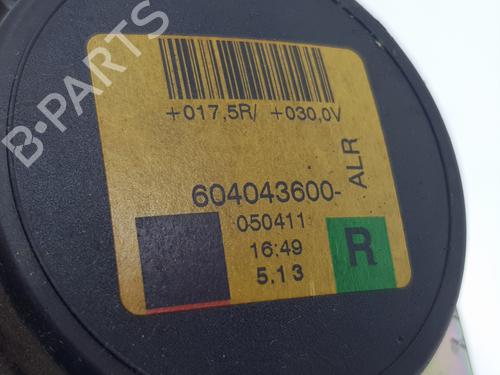 B-PARTS
+017,5R/ +030,0V
ALR
604043600-
050411
16:49
5.13
R